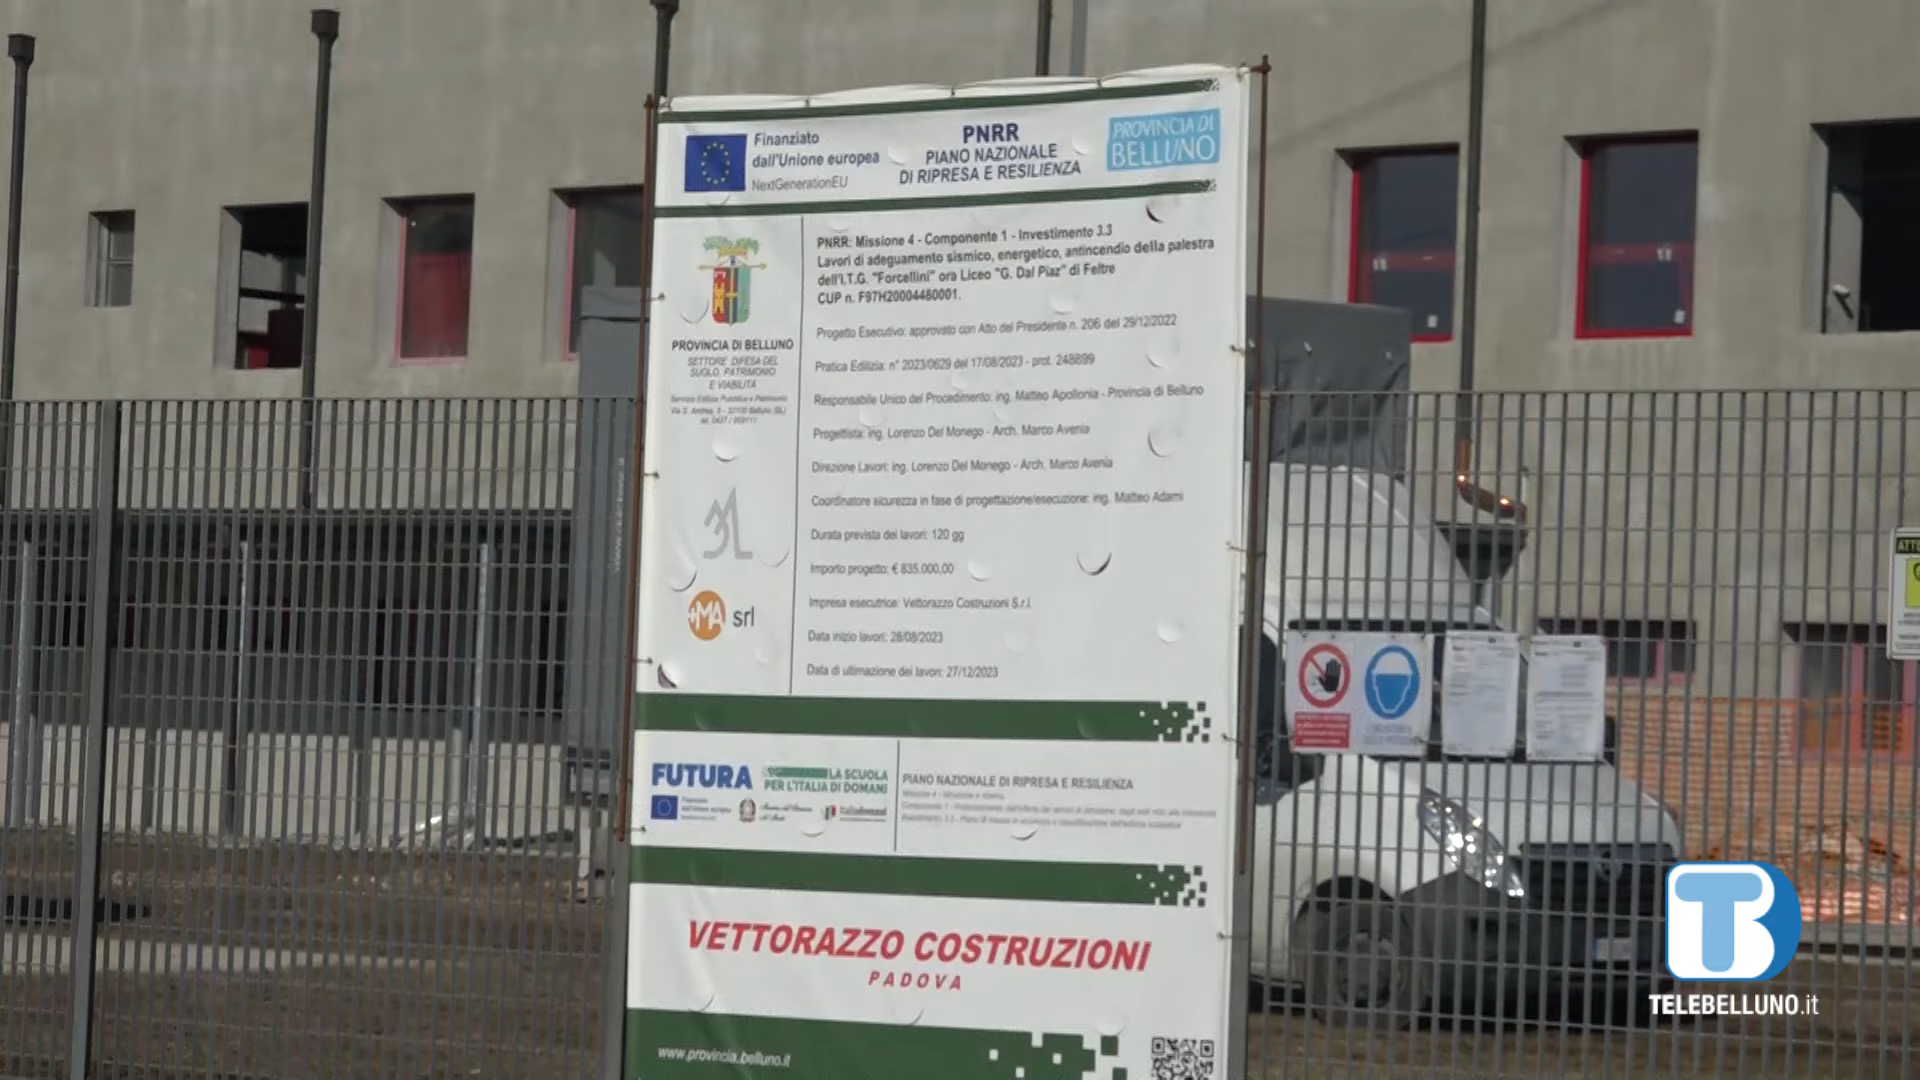 Finanziato
dall'Unione europea
NextGenerationEU
PNRR
PIANO NAZIONALE
DI RIPRESA E RESILIENZA
PROVINCIA DI
BELLUNO
PROVINCIA DI BELLUNO
SETTORE DIFESA DEL
SUOLO, PATRIMONIO
E VIABILITÀ
+MA srl
PNRR: Missione 4 - Componente 1 - Investimento 3.3
Lavori di adeguamento sismico, energetico, antincendio della palestra
dell'I.T.G. "Forcellini" ora Liceo "G. Dal Piaz" di Feltre
CUP n. F97H20004480001.
Progetto Esecutivo: approvato con Atto del Presidente n. 206 del 29/12/2022
Pratica Edilizia: n° 2023/0629 del 17/08/2023 - prot. 248899
Responsabile Unico del Procedimento: ing. Matteo Apollonia - Provincia di Belluno
Progettista: ing. Lorenzo Del Monego - Arch. Marco Avenia
Direzione Lavori: ing. Lorenzo Del Monego - Arch. Marco Avenia
Coordinatore sicurezza in fase di progettazione/esecuzione: ing. Matteo Adami
Durata prevista dei lavori: 120 gg
Importo progetto: € 835.000,00
Impresa esecutrice: Vettorazzo Costruzioni S.r.l.
Data inizio lavori: 28/08/2023
Data di ultimazione dei lavori: 27/12/2023
FUTURA
LA SCUOLA
PER L'ITALIA DI DOMANI
PIANO NAZIONALE DI RIPRESA E RESILIENZA
VETTORAZZO COSTRUZIONI
PADOVA
www.provincia.belluno.it
TB
TELEBELLUNO.it